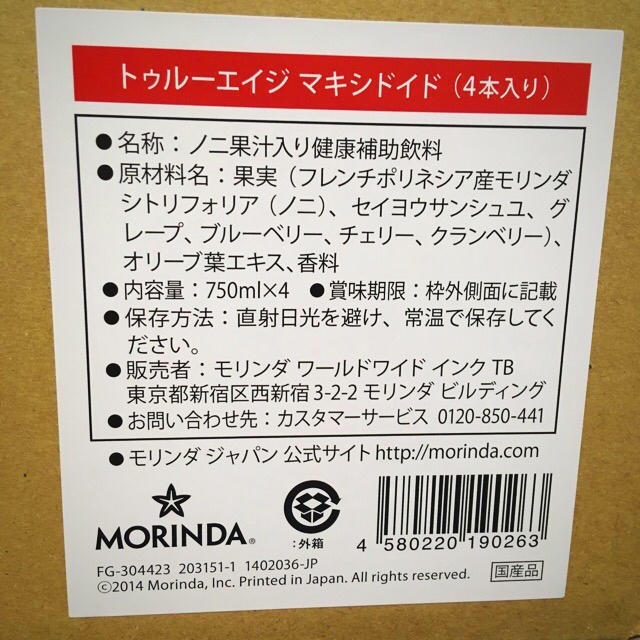 トゥルーエイジ マキシドイド（4本入り）
●名称：ノニ果汁入り健康補助飲料
●原材料名：果実（フレンチポリネシア産モリンダ
シトリフォリア（ノニ）、セイヨウサンシュユ、グ
レープ、ブルーベリー、チェリー、クランベリー）、
オリーブ葉エキス、香料
●内容量：750ml×4 ●賞味期限：枠外側面に記載
●保存方法：直射日光を避け、常温で保存してく
ださい。
●販売者：モリンダ ワールドワイド インク TB
東京都新宿区西新宿 3-2-2 モリンダ ビルディング
●お問い合わせ先：カスタマーサービス 0120-850-441
●モリンダ ジャパン 公式サイト http://morinda.com
MORINDA®
：外箱
4 580220 190263
FG-304423 203151-1 1402036-JP
©2014 Morinda, Inc. Printed in Japan. All rights reserved.
国産品